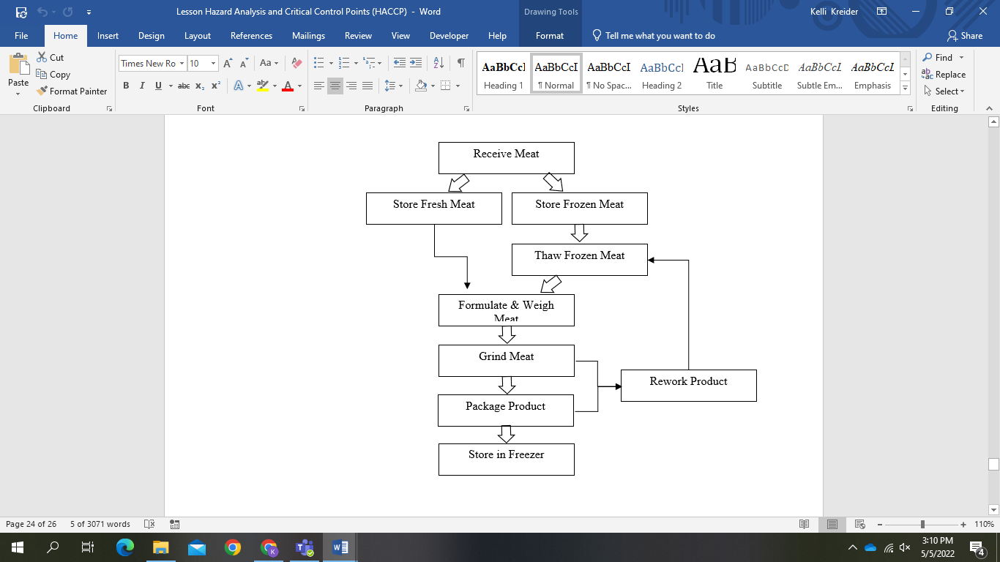 Lesson Hazard Analysis and Critical Control Points (HACCP) - Word
Drawing Tools
Kelli Kreider
File Home Insert Design Layout References Mailings Review View Developer Help Format Tell me what you want to do Share
Paste
Cut
Copy
Format Painter
Clipboard
Times New Ro 10
Font
Paragraph
AaBbCcI AaBbCcI AaBbCcI AaBbCcI AaB AaBbCcD AaBbCcL AaBbCcL
Heading 1 ¶ Normal ¶ No Spac... Heading 2 Title Subtitle Subtle Em... Emphasis
Styles
Find
Replace
Select
Editing
Receive Meat
Store Fresh Meat Store Frozen Meat
Thaw Frozen Meat
Formulate & Weigh
Meat
Grind Meat
Rework Product
Package Product
Store in Freezer
Page 24 of 26 5 of 3071 words 110%
3:10 PM
5/5/2022
4